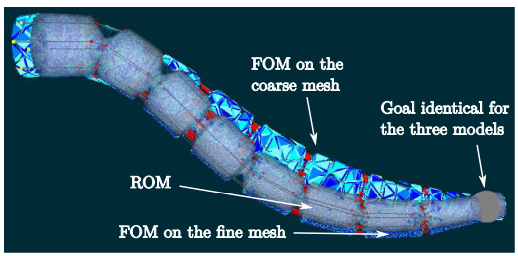 FOM on the
coarse mesh
Goal identical for
the three models
ROM
FOM on the fine mesh